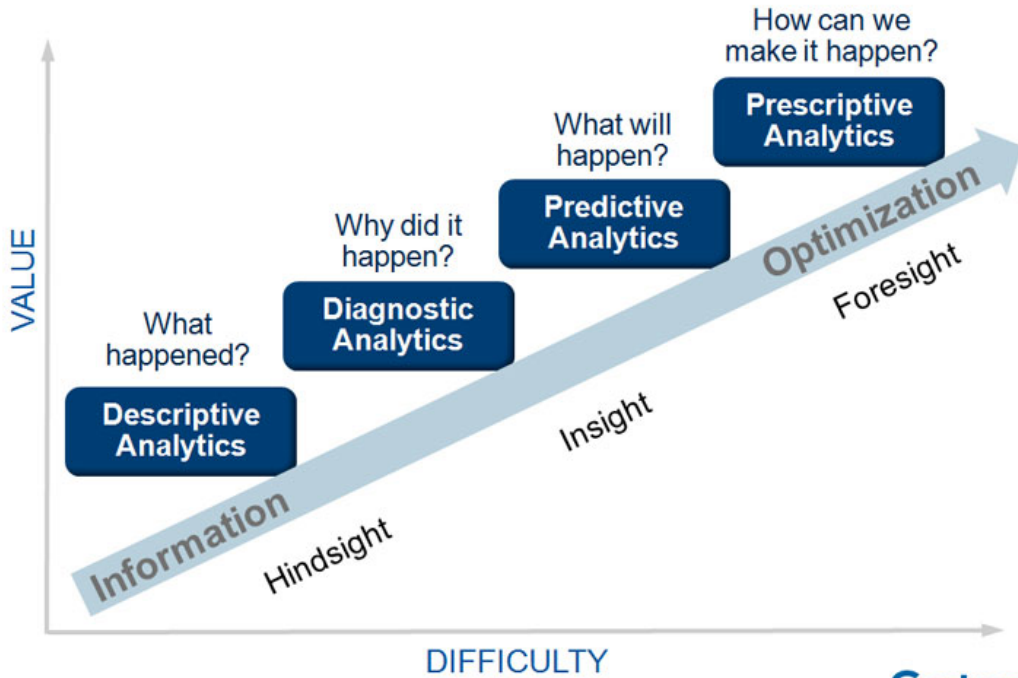 How can we
make it happen?
Prescriptive
Analytics
What will
happen?
Predictive
Analytics
Why did it
happen?
Diagnostic
Analytics
What
happened?
Descriptive
Analytics
Information
Optimization
Hindsight
Insight
Foresight
VALUE
DIFFICULTY